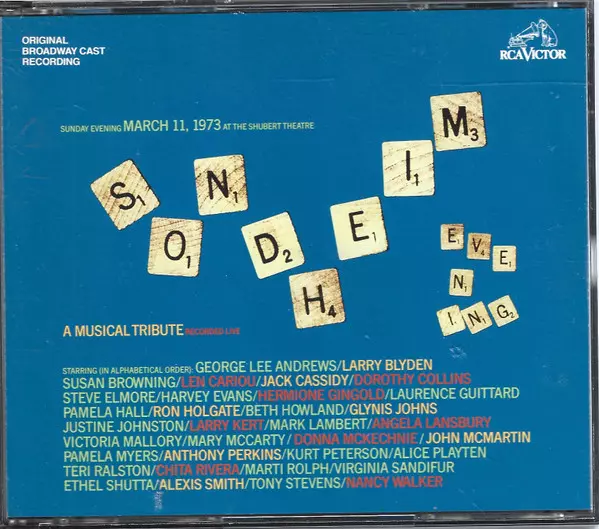 ORIGINAL
BROADWAY CAST
RECORDING
RCAVICTOR
SUNDAY EVENING MARCH 11, 1973 AT THE SHUBERT THEATRE
S1 O1 N1 D2 H4 E1 I1 M3
E1 V4 E1 N1 I1 N1 G2
A MUSICAL TRIBUTE RECORDED LIVE
STARRING (IN ALPHABETICAL ORDER): GEORGE LEE ANDREWS/LARRY BLYDEN
SUSAN BROWNING/LEN CARIOU/JACK CASSIDY/DOROTHY COLLINS
STEVE ELMORE/HARVEY EVANS/HERMIONE GINGOLD/LAURENCE GUITTARD
PAMELA HALL/RON HOLGATE/BETH HOWLAND/GLYNIS JOHNS
JUSTINE JOHNSTON/LARRY KERT/MARK LAMBERT/ANGELA LANSBURY
VICTORIA MALLORY/MARY MCCARTY/DONNA MCKECHNIE/JOHN MCMARTIN
PAMELA MYERS/ANTHONY PERKINS/KURT PETERSON/ALICE PLAYTEN
TERI RALSTON/CHITA RIVERA/MARTI ROLPH/VIRGINIA SANDIFUR
ETHEL SHUTTA/ALEXIS SMITH/TONY STEVENS/NANCY WALKER